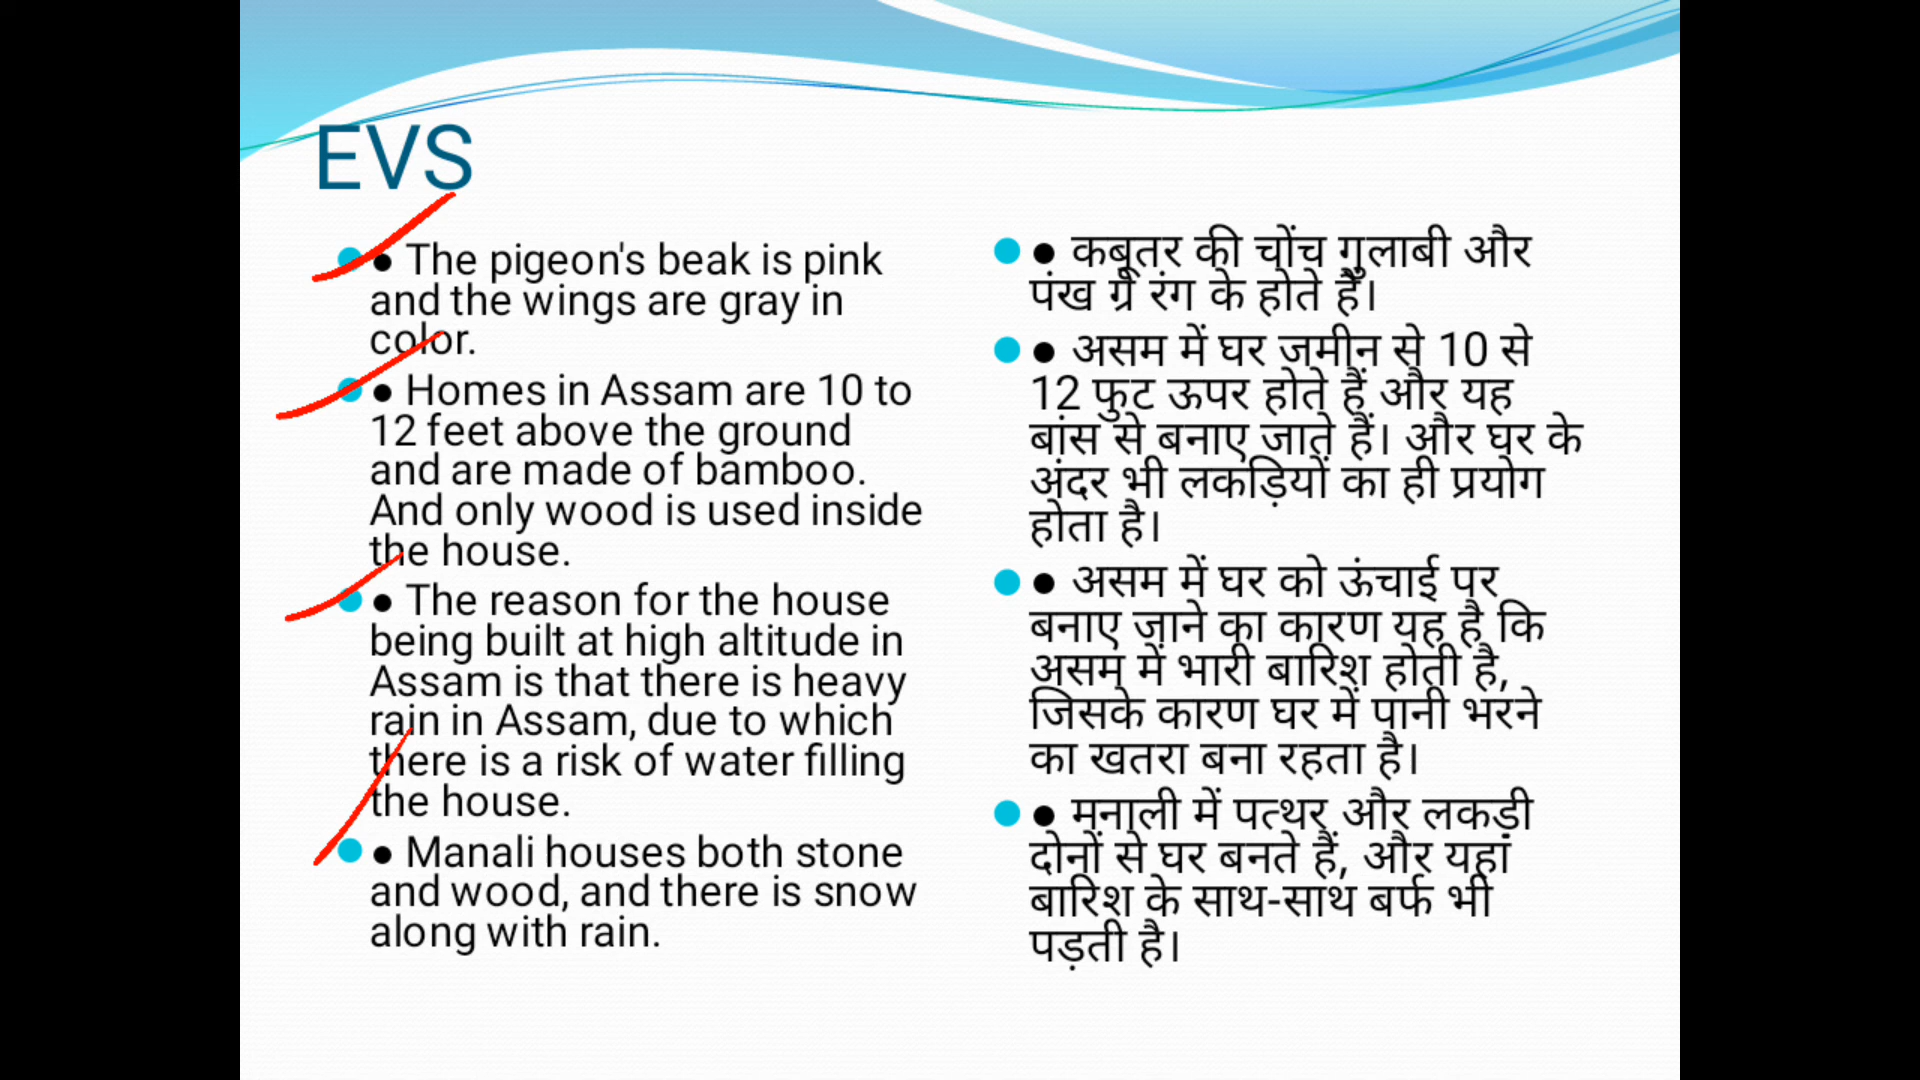 EVS
● The pigeon's beak is pink
and the wings are gray in
color.
● Homes in Assam are 10 to
12 feet above the ground
and are made of bamboo.
And only wood is used inside
the house.
● The reason for the house
being built at high altitude in
Assam is that there is heavy
rain in Assam, due to which
there is a risk of water filling
the house.
● Manali houses both stone
and wood, and there is snow
along with rain.
● कबूतर की चोंच गुलाबी और
पंख ग्रे रंग के होते हैं।
● असम में घर जमीन से 10 से
12 फुट ऊपर होते हैं और यह
बांस से बनाए जाते हैं। और घर के
अंदर भी लकड़ियों का ही प्रयोग
होता है।
● असम में घर को ऊंचाई पर
बनाए जाने का कारण यह है कि
असम में भारी बारिश होती है,
जिसके कारण घर में पानी भरने
का खतरा बना रहता है।
● मनाली में पत्थर और लकड़ी
दोनों से घर बनते हैं, और यहां
बारिश के साथ-साथ बर्फ भी
पड़ती है।